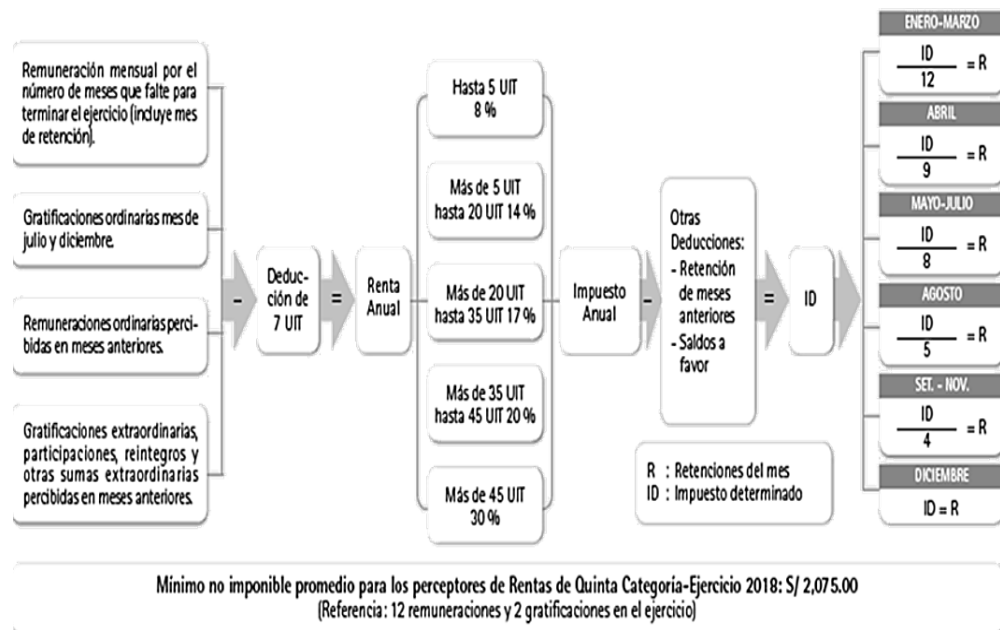 Remuneración mensual por el
número de meses que falte para
terminar el ejercicio (incluye mes
de retención).
Gratificaciones ordinarias mes de
julio y diciembre.
Remuneraciones ordinarias perci-
bidas en meses anteriores.
Gratificaciones extraordinarias,
participaciones, reintegros y
otras sumas extraordinarias
percibidas en meses anteriores.
-
Deduc-
ción de
7 UIT
=
Renta
Anual
Hasta 5 UIT
8 %
Más de 5 UIT
hasta 20 UIT 14 %
Más de 20 UIT
hasta 35 UIT 17 %
Más de 35 UIT
hasta 45 UIT 20 %
Más de 45 UIT
30 %
Impuesto
Anual
-
Otras
Deducciones:
- Retención
de meses
anteriores
- Saldos a
favor
=
ID
R : Retenciones del mes
ID : Impuesto determinado
ENERO-MARZO
ID
12
= R
ABRIL
ID
9
= R
MAYO-JULIO
ID
8
= R
AGOSTO
ID
5
= R
SET. - NOV.
ID
4
= R
DICIEMBRE
ID = R
Mínimo no imponible promedio para los perceptores de Rentas de Quinta Categoría-Ejercicio 2018: S/ 2,075.00
(Referencia: 12 remuneraciones y 2 gratificaciones en el ejercicio)